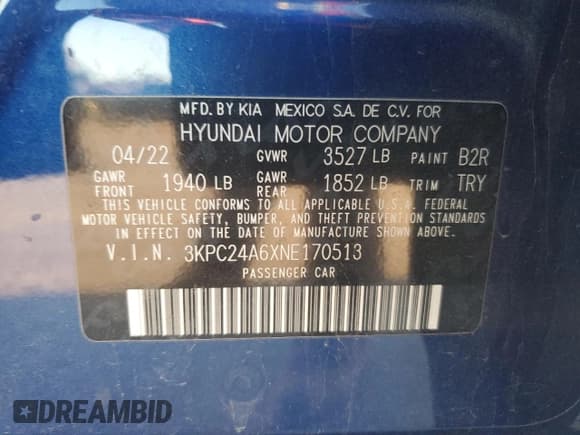 MFD. BY KIA MEXICO S.A. DE C.V. FOR
HYUNDAI MOTOR COMPANY
04/22 GVWR 3527 LB PAINT B2R
GAWR FRONT 1940 LB GAWR REAR 1852 LB TRIM TRY
THIS VEHICLE CONFORMS TO ALL APPLICABLE U.S.A. FEDERAL
MOTOR VEHICLE SAFETY, BUMPER, AND THEFT PREVENTION STANDARDS
IN EFFECT ON THE DATE OF MANUFACTURE SHOWN ABOVE.
V.I.N. 3KPC24A6XNE170513
PASSENGER CAR
DREAMBID